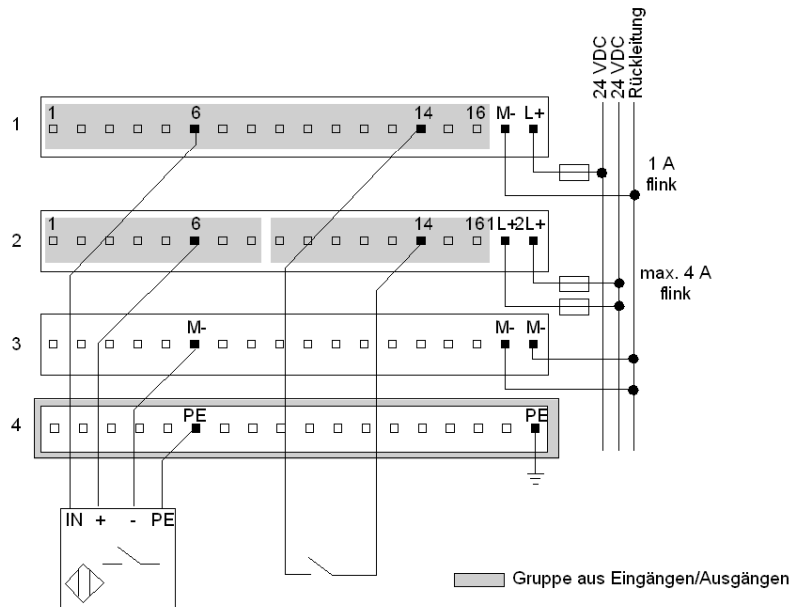 24 VDC
24 VDC
Rückleitung
1
1 6 14 16 M- L+
1 A
flink
2
1 6 14 16 1L+ 2L+
max. 4 A
flink
3
M- M- M-
4
PE PE
IN + - PE
Gruppe aus Eingängen/Ausgängen